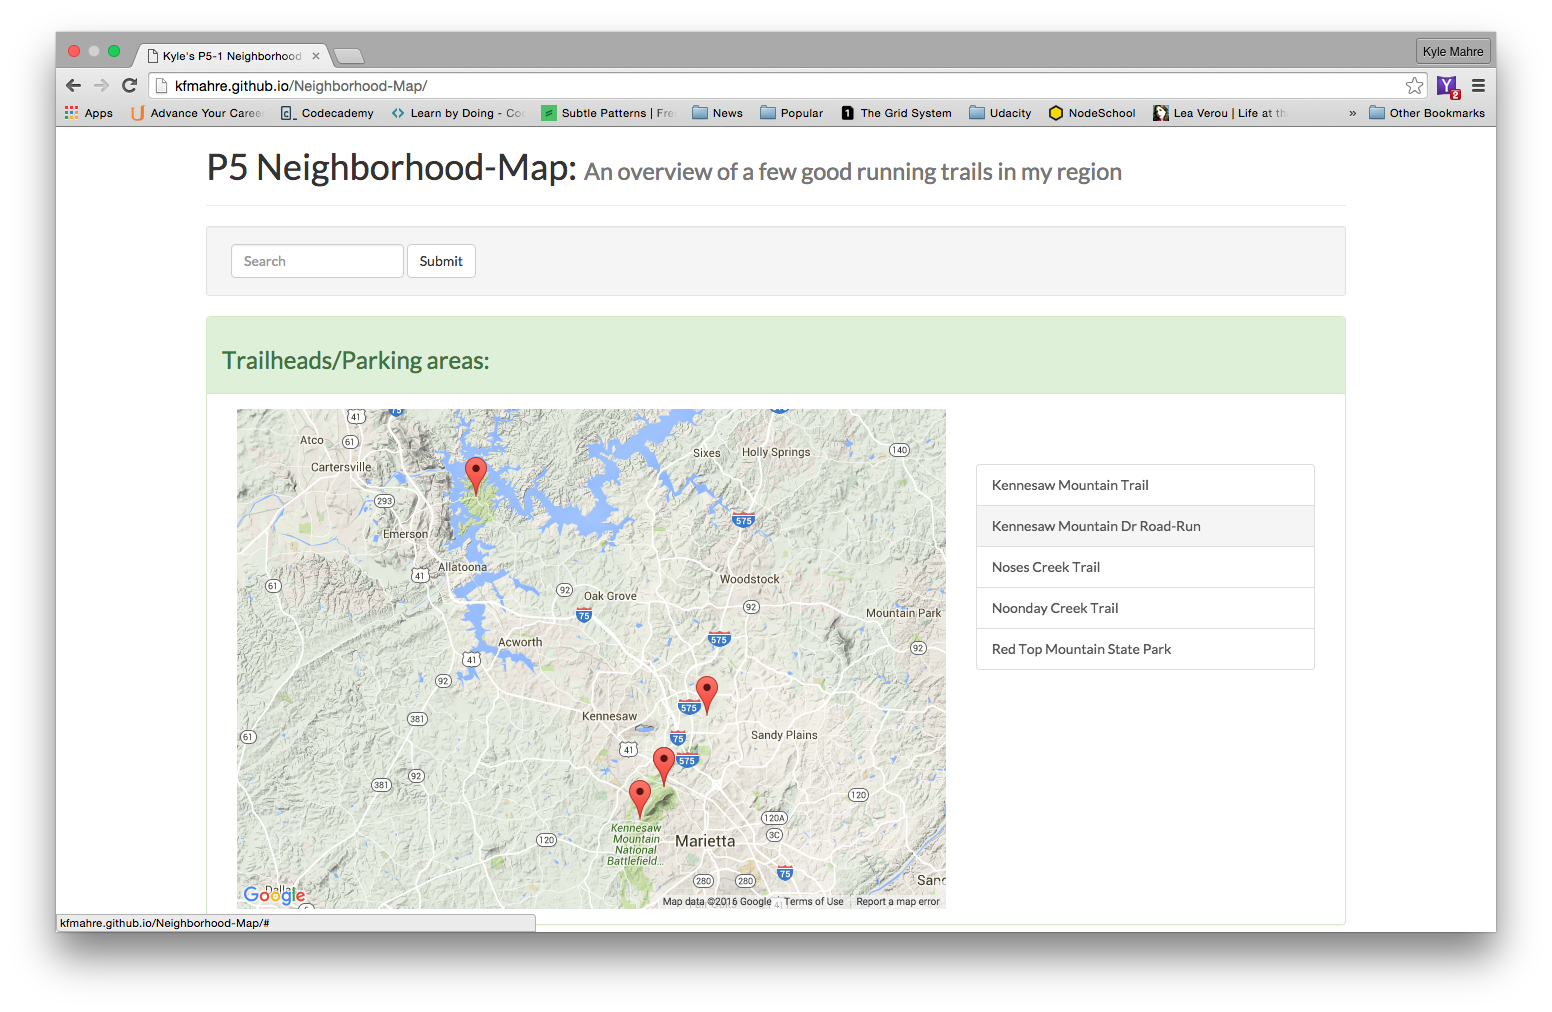 Kyle's P5-1 Neighborhood
Kyle Mahre
kfmahre.github.io/Neighborhood-Map/
2
Apps Advance Your Caree Codecademy Learn by Doing - Co Subtle Patterns | Fre News Popular 1 The Grid System Udacity NodeSchool Lea Verou | Life at th » Other Bookmarks
P5 Neighborhood-Map: An overview of a few good running trails in my region
Search Submit
Trailheads/Parking areas:
41 75
Atco 61
Sixes Holly Springs 140
Cartersville
293
575
Emerson
Allatoona
41
61
Woodstock
92 Oak Grove
92
75
Mountain Park
Acworth
575
92
41
92
575
381
Kennesaw
61
75
Sandy Plains
41
575
92
381
120
Kennesaw
Mountain
National
Battlefield...
120A
3C
120
Marietta
75
280 280
Sand
Dalla
Google
Map data ©2016 Google Terms of Use Report a map error
41
Kennesaw Mountain Trail
Kennesaw Mountain Dr Road-Run
Noses Creek Trail
Noonday Creek Trail
Red Top Mountain State Park
kfmahre.github.io/Neighborhood-Map/#